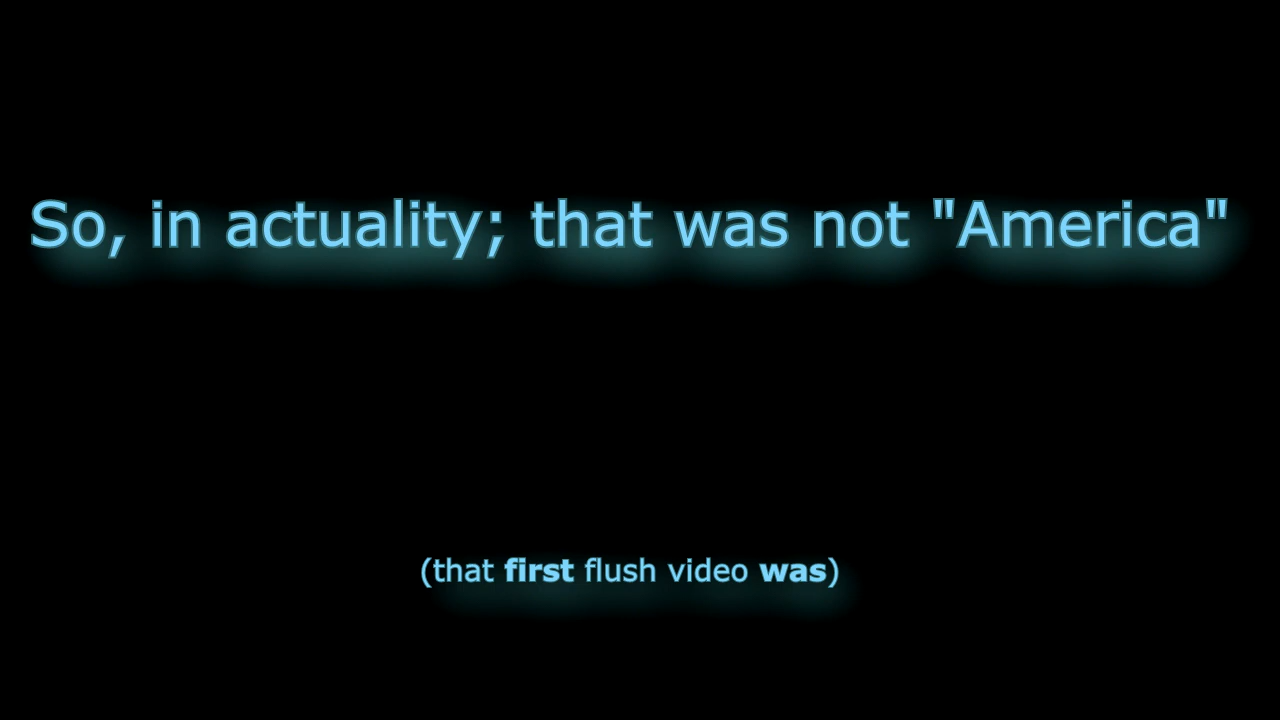 So, in actuality; that was not "America"
(that first flush video was)